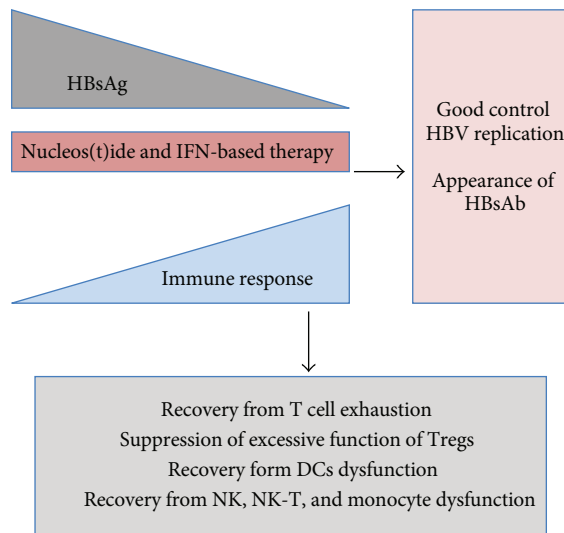 HBsAg
Nucleos(t)ide and IFN-based therapy
Immune response
Good control
HBV replication
Appearance of
HBsAb
Recovery from T cell exhaustion
Suppression of excessive function of Tregs
Recovery form DCs dysfunction
Recovery from NK, NK-T, and monocyte dysfunction